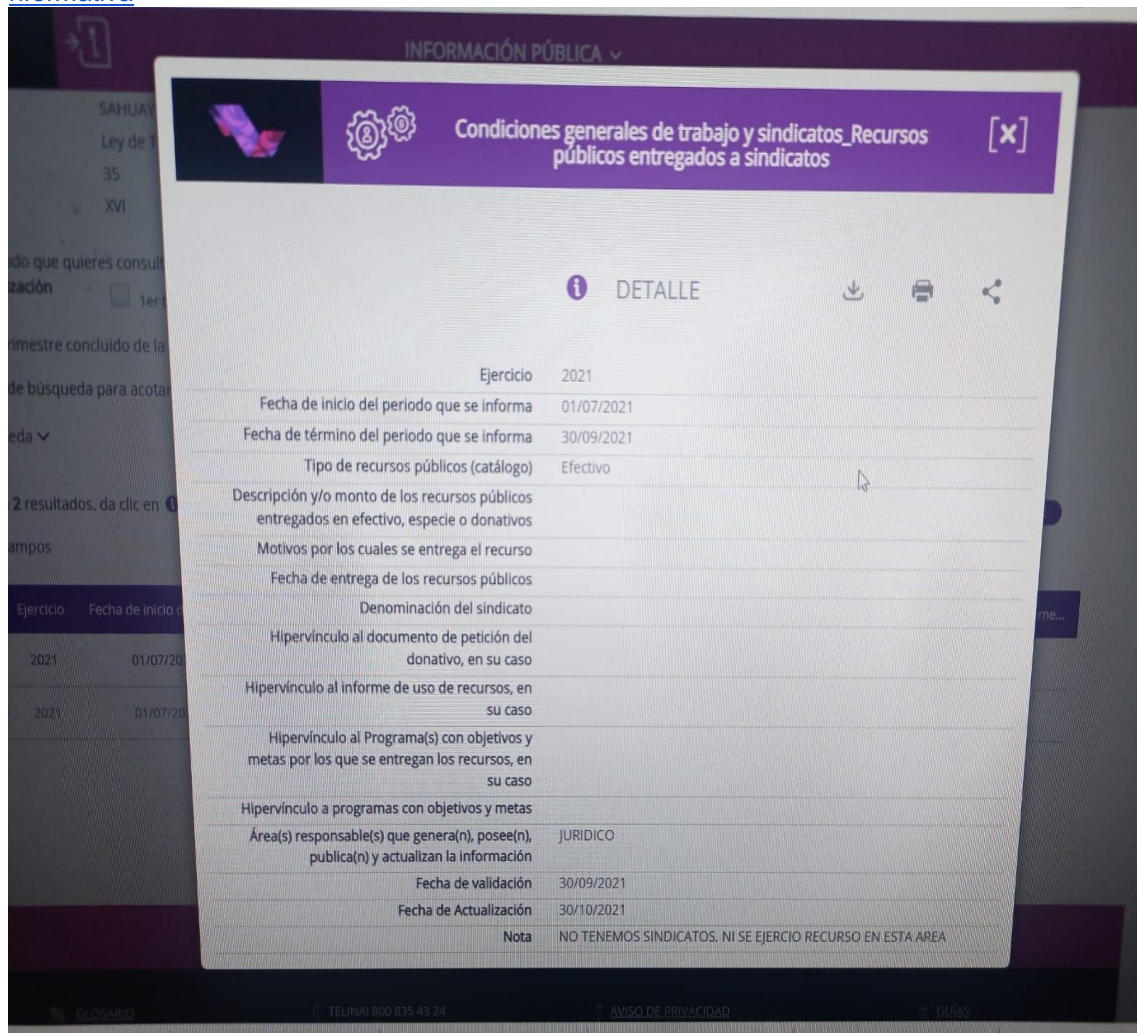 INFORMACIÓN PÚBLICA
SAHUAY
Ley de T
35
XVI
do que quieres consult
zación
1er t
rimestre concluido de la
de búsqueda para acotar
eda
2 resultados, da clic en
ampos
Ejercicio Fecha de inicio d
me...
2021 01/07/20
2021 01/07/20
Condiciones generales de trabajo y sindicatos_Recursos
públicos entregados a sindicatos
[x]
DETALLE
Ejercicio 2021
Fecha de inicio del periodo que se informa 01/07/2021
Fecha de término del periodo que se informa 30/09/2021
Tipo de recursos públicos (catálogo) Efectivo
Descripción y/o monto de los recursos públicos
entregados en efectivo, especie o donativos
Motivos por los cuales se entrega el recurso
Fecha de entrega de los recursos públicos
Denominación del sindicato
Hipervínculo al documento de petición del
donativo, en su caso
Hipervínculo al informe de uso de recursos, en
su caso
Hipervínculo al Programa(s) con objetivos y
metas por los que se entregan los recursos, en
su caso
Hipervínculo a programas con objetivos y metas
Área(s) responsable(s) que genera(n), posee(n), JURIDICO
publica(n) y actualizan la información
Fecha de validación 30/09/2021
Fecha de Actualización 30/10/2021
Nota NO TENEMOS SINDICATOS, NI SE EJERCIO RECURSO EN ESTA AREA
GLOSARIO TELINAI 800 835 43 24 AVISO DE PRIVACIDAD GUÍAS